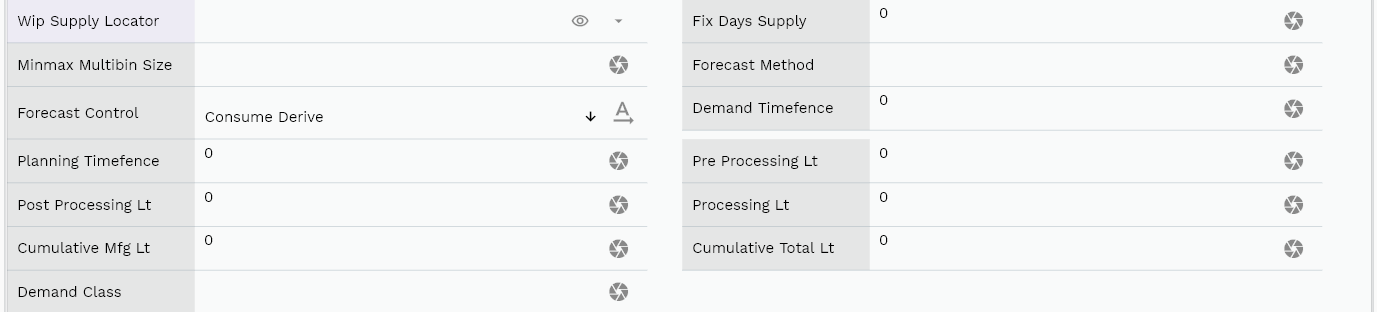 Wip Supply Locator
Fix Days Supply 0
Minmax Multibin Size
Forecast Method
Forecast Control Consume Derive
Demand Timefence 0
Planning Timefence 0
Pre Processing Lt 0
Post Processing Lt 0
Processing Lt 0
Cumulative Mfg Lt 0
Cumulative Total Lt 0
Demand Class